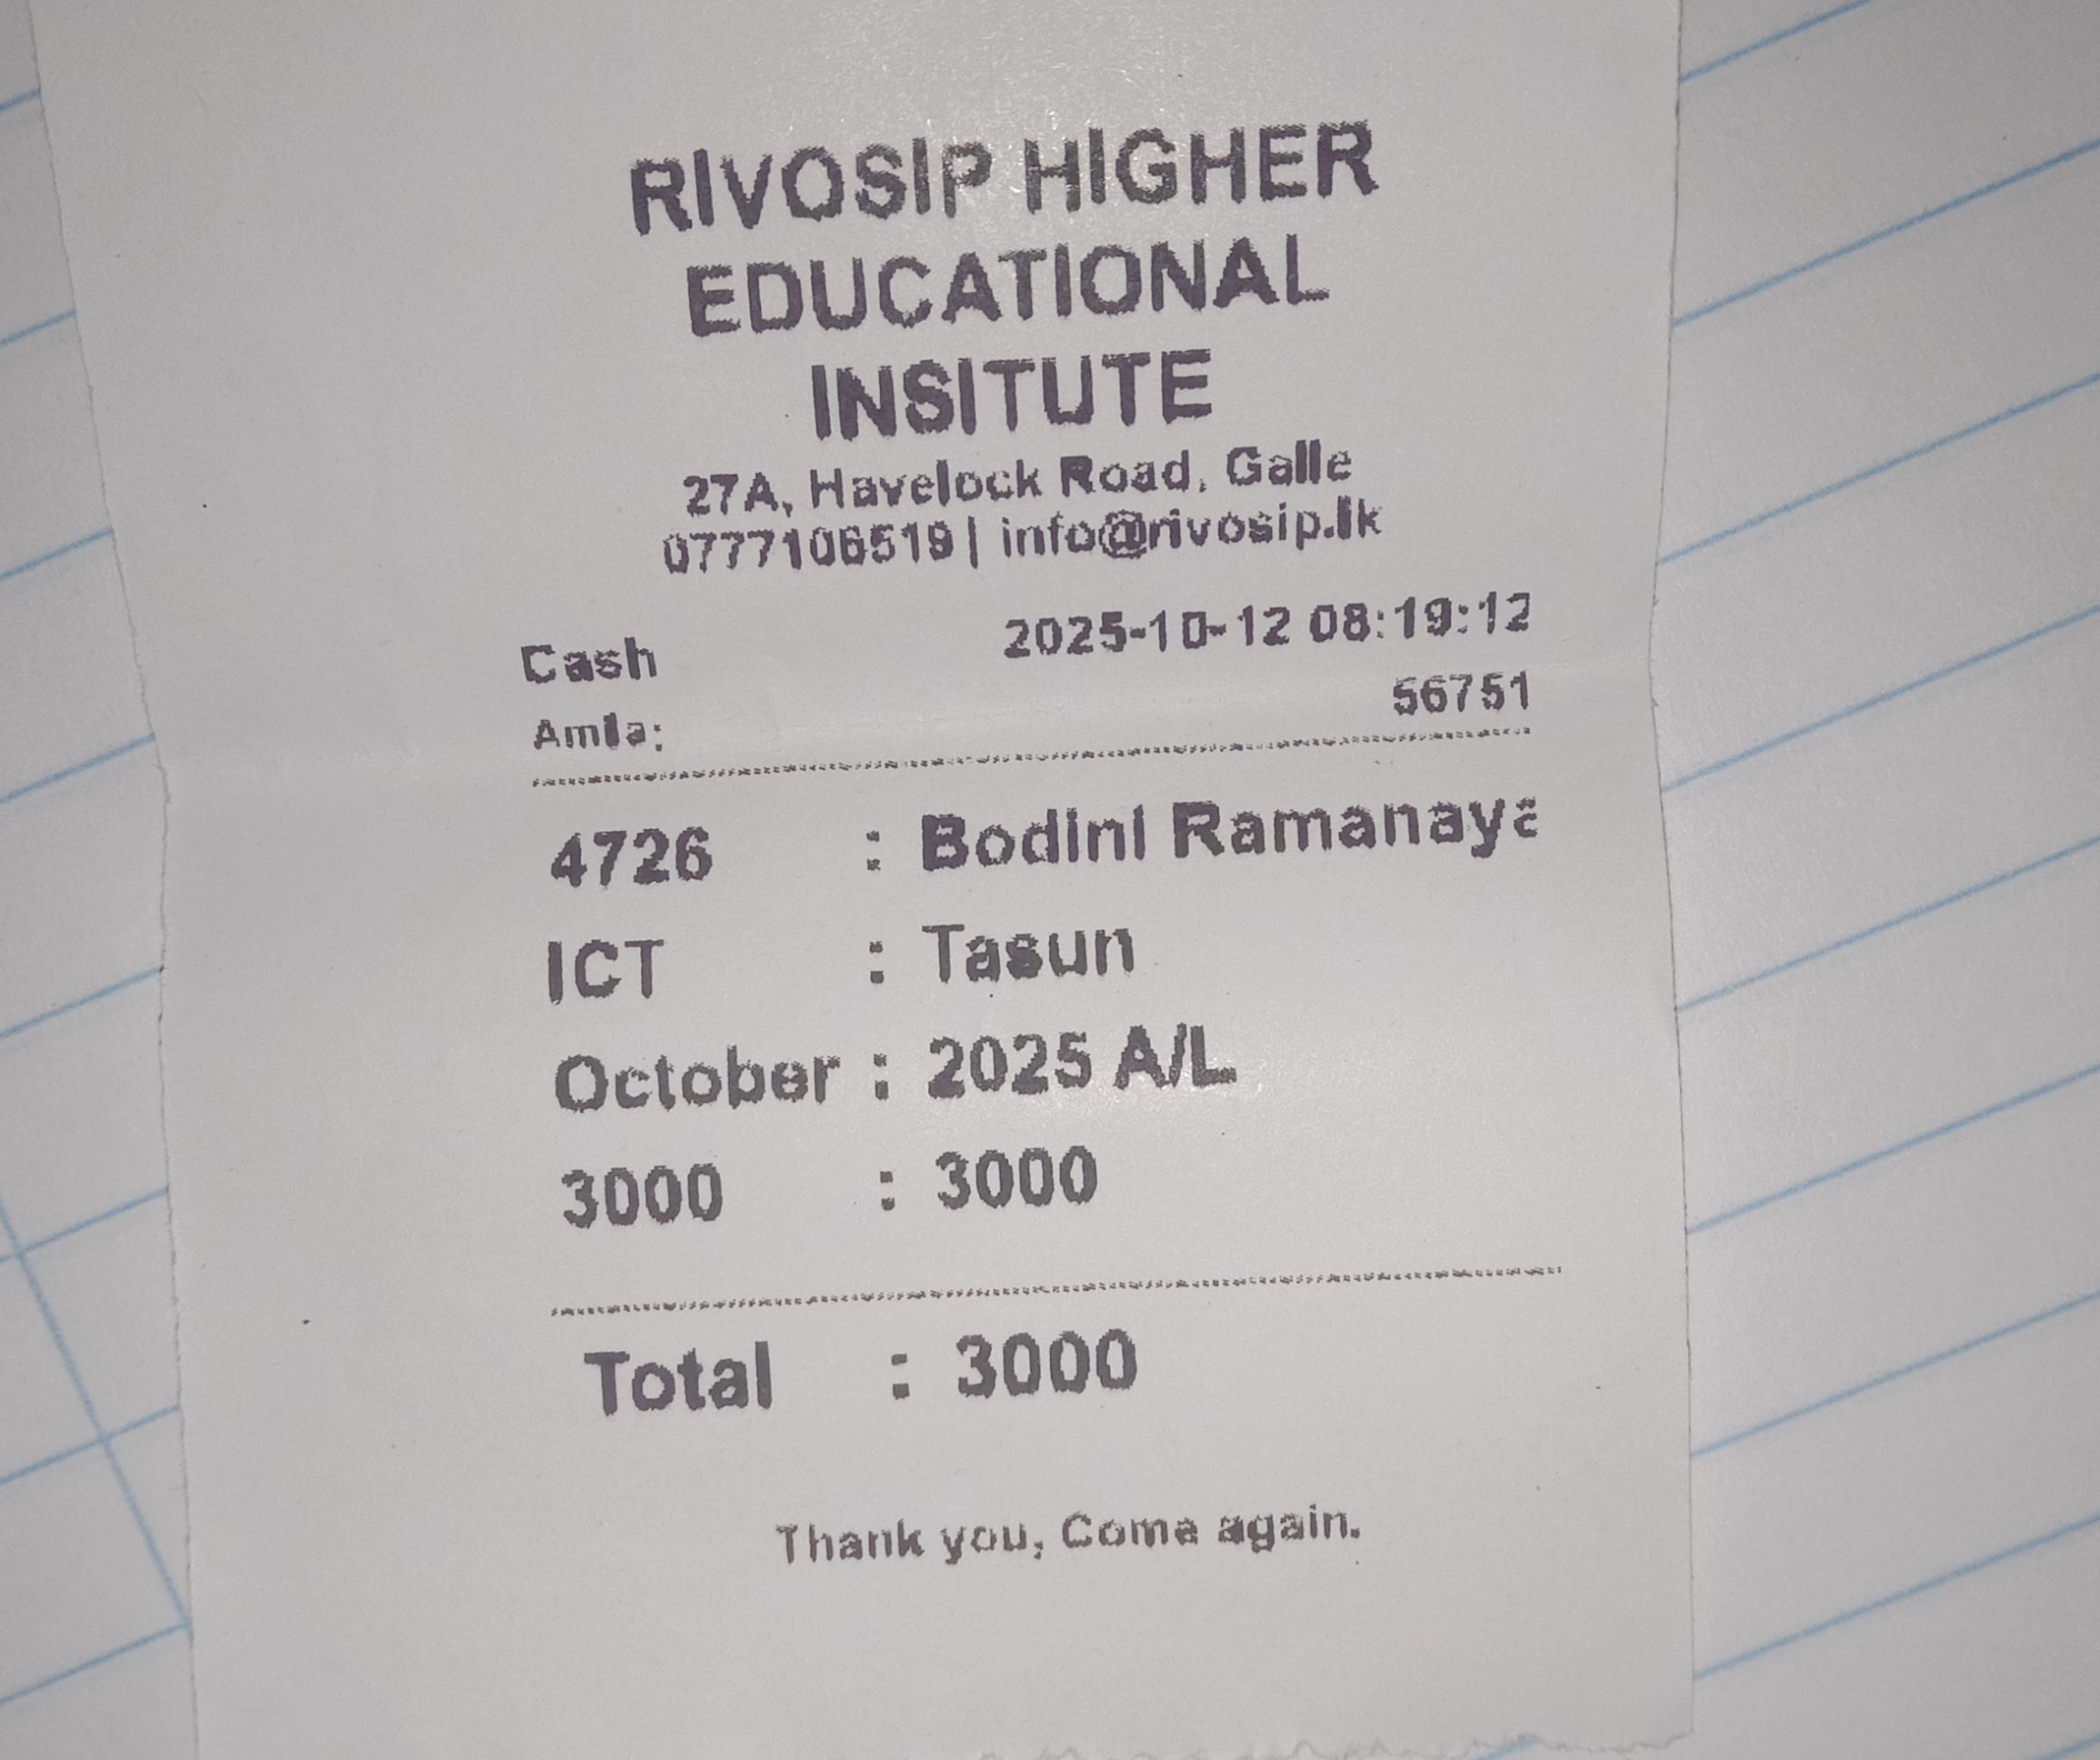 RIVOSIP HIGHER
EDUCATIONAL
INSITUTE
27A, Havelock Road, Galle
0777106519 | info@rivosip.lk
Cash 2025-10-12 08:19:12
Amila: 56751
4726 : Bodini Ramanaya
ICT : Tasun
October : 2025 A/L
3000 : 3000
Total : 3000
Thank you, Come again.